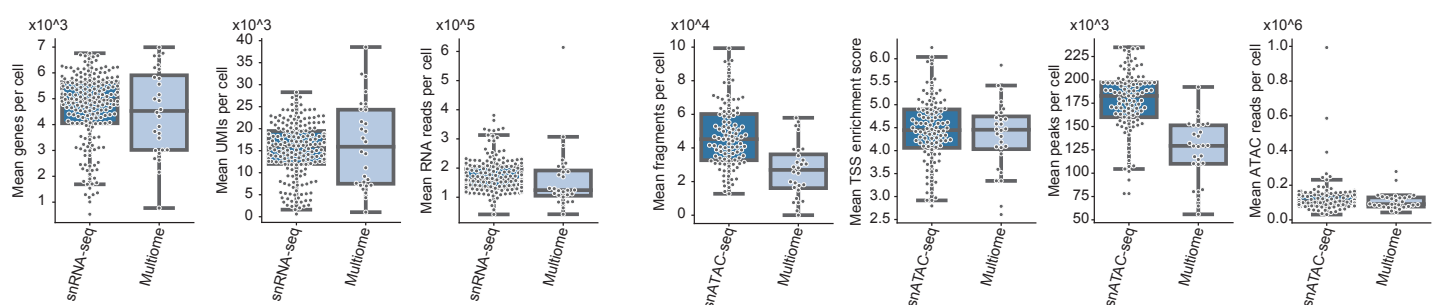 x10^3
Mean genes per cell
7
6
5
4
3
2
1
snRNA-seq
Multiome
x10^3
Mean UMIs per cell
40
35
30
25
20
15
10
5
0
snRNA-seq
Multiome
x10^5
Mean RNA reads per cell
6
5
4
3
2
1
snRNA-seq
Multiome
x10^4
Mean fragments per cell
10
8
6
4
2
0
snATAC-seq
Multiome
Mean TSS enrichment score
6.0
5.5
5.0
4.5
4.0
3.5
3.0
2.5
snATAC-seq
Multiome
x10^3
Mean peaks per cell
225
200
175
150
125
100
75
50
snATAC-seq
Multiome
x10^6
Mean ATAC reads per cell
1.0
0.8
0.6
0.4
0.2
0.0
snATAC-seq
Multiome